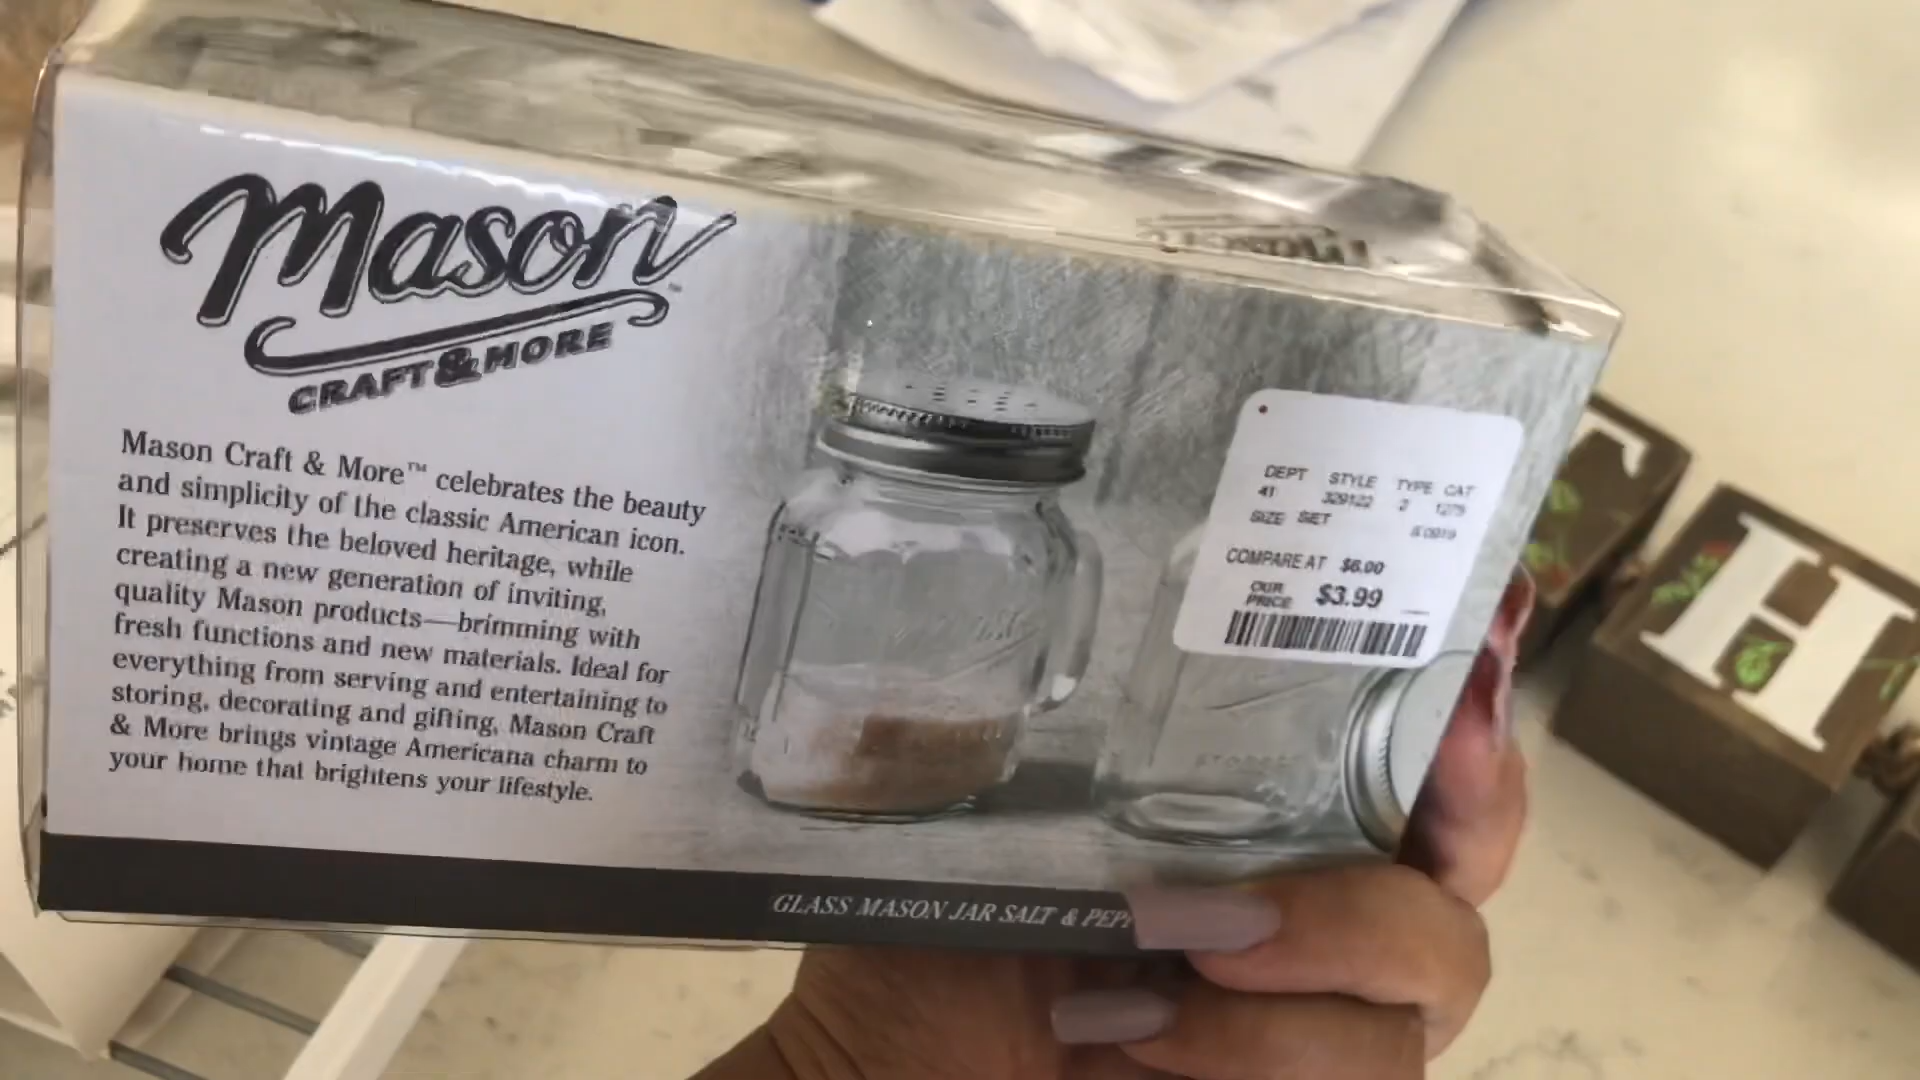 Mason
CRAFT & MORE
Mason Craft & More™ celebrates the beauty
and simplicity of the classic American icon.
It preserves the beloved heritage, while
creating a new generation of inviting,
quality Mason products—brimming with
fresh functions and new materials. Ideal for
everything from serving and entertaining to
storing, decorating and gifting, Mason Craft
& More brings vintage Americana charm to
your home that brightens your lifestyle.
GLASS MASON JAR SALT & PEP
DEPT STYLE TYPE CAT
41 329122 2 1275
SIZE SET
COMPARE AT $6.00
OUR PRICE $3.99
H